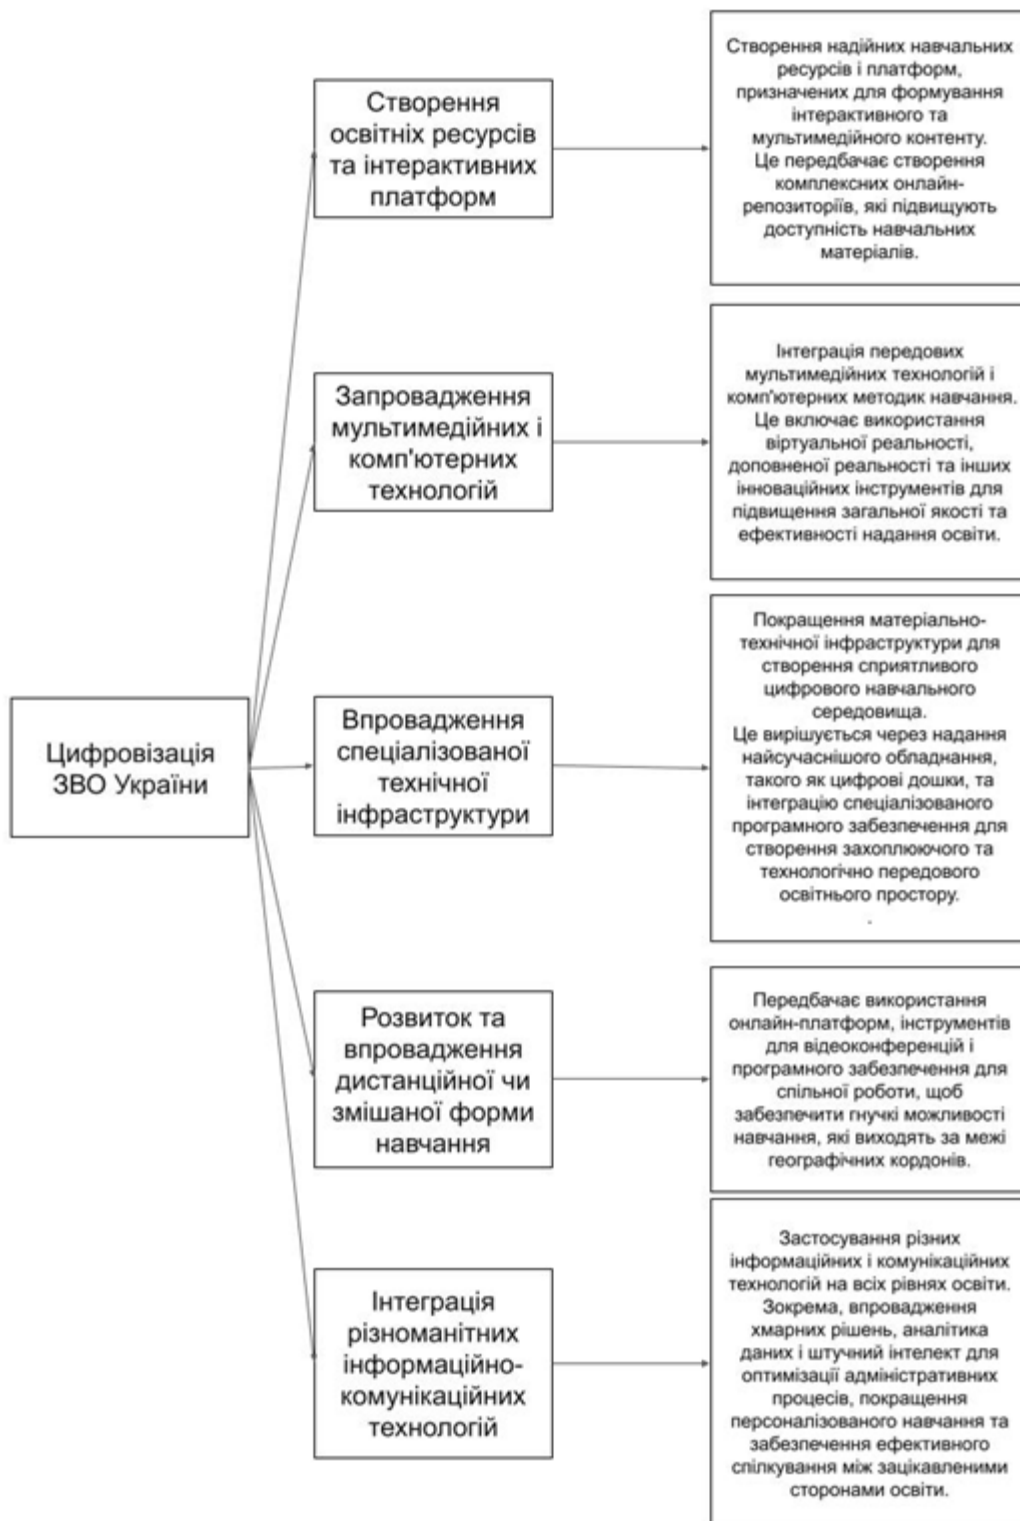 Цифровізація
ЗВО України
Створення
освітніх ресурсів
та інтерактивних
платформ
Створення надійних навчальних
ресурсів і платформ,
призначених для формування
інтерактивного та
мультимедійного контенту.
Це передбачає створення
комплексних онлайн-
репозиторіїв, які підвищують
доступність навчальних
матеріалів.
Запровадження
мультимедійних і
комп'ютерних
технологій
Інтеграція передових
мультимедійних технологій і
комп'ютерних методик навчання.
Це включає використання
віртуальної реальності,
доповненої реальності та інших
інноваційних інструментів для
підвищення загальної якості та
ефективності надання освіти.
Впровадження
спеціалізованої
технічної
інфраструктури
Покращення матеріально-
технічної інфраструктури для
створення сприятливого
цифрового навчального
середовища.
Це вирішується через надання
найсучаснішого обладнання,
такого як цифрові дошки, та
інтеграцію спеціалізованого
програмного забезпечення для
створення захоплюючого та
технологічно передового
освітнього простору.
.
Розвиток та
впровадження
дистанційної чи
змішаної форми
навчання
Передбачає використання
онлайн-платформ, інструментів
для відеоконференцій і
програмного забезпечення для
спільної роботи, щоб
забезпечити гнучкі можливості
навчання, які виходять за межі
географічних кордонів.
Інтеграція
різноманітних
інформаційно-
комунікаційних
технологій
Застосування різних
інформаційних і комунікаційних
технологій на всіх рівнях освіти.
Зокрема, впровадження
хмарних рішень, аналітика
даних і штучний інтелект для
оптимізації адміністративних
процесів, покращення
персоналізованого навчання та
забезпечення ефективного
спілкування між зацікавленими
сторонами освіти.